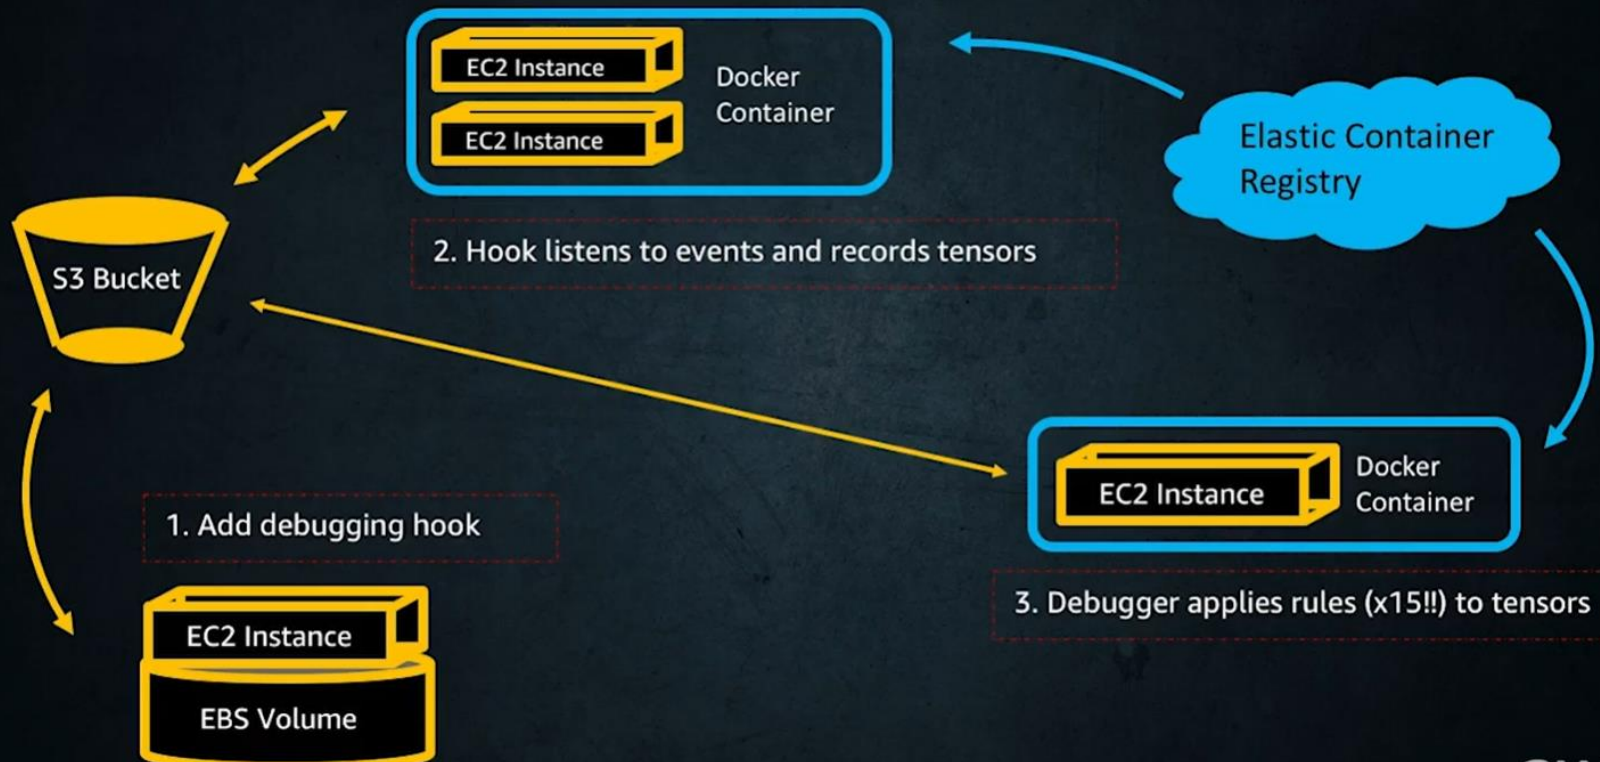 EC2 Instance
EC2 Instance
Docker
Container
Elastic Container
Registry
S3 Bucket
2. Hook listens to events and records tensors
1. Add debugging hook
EC2 Instance
Docker
Container
3. Debugger applies rules (x15!!) to tensors
EC2 Instance
EBS Volume